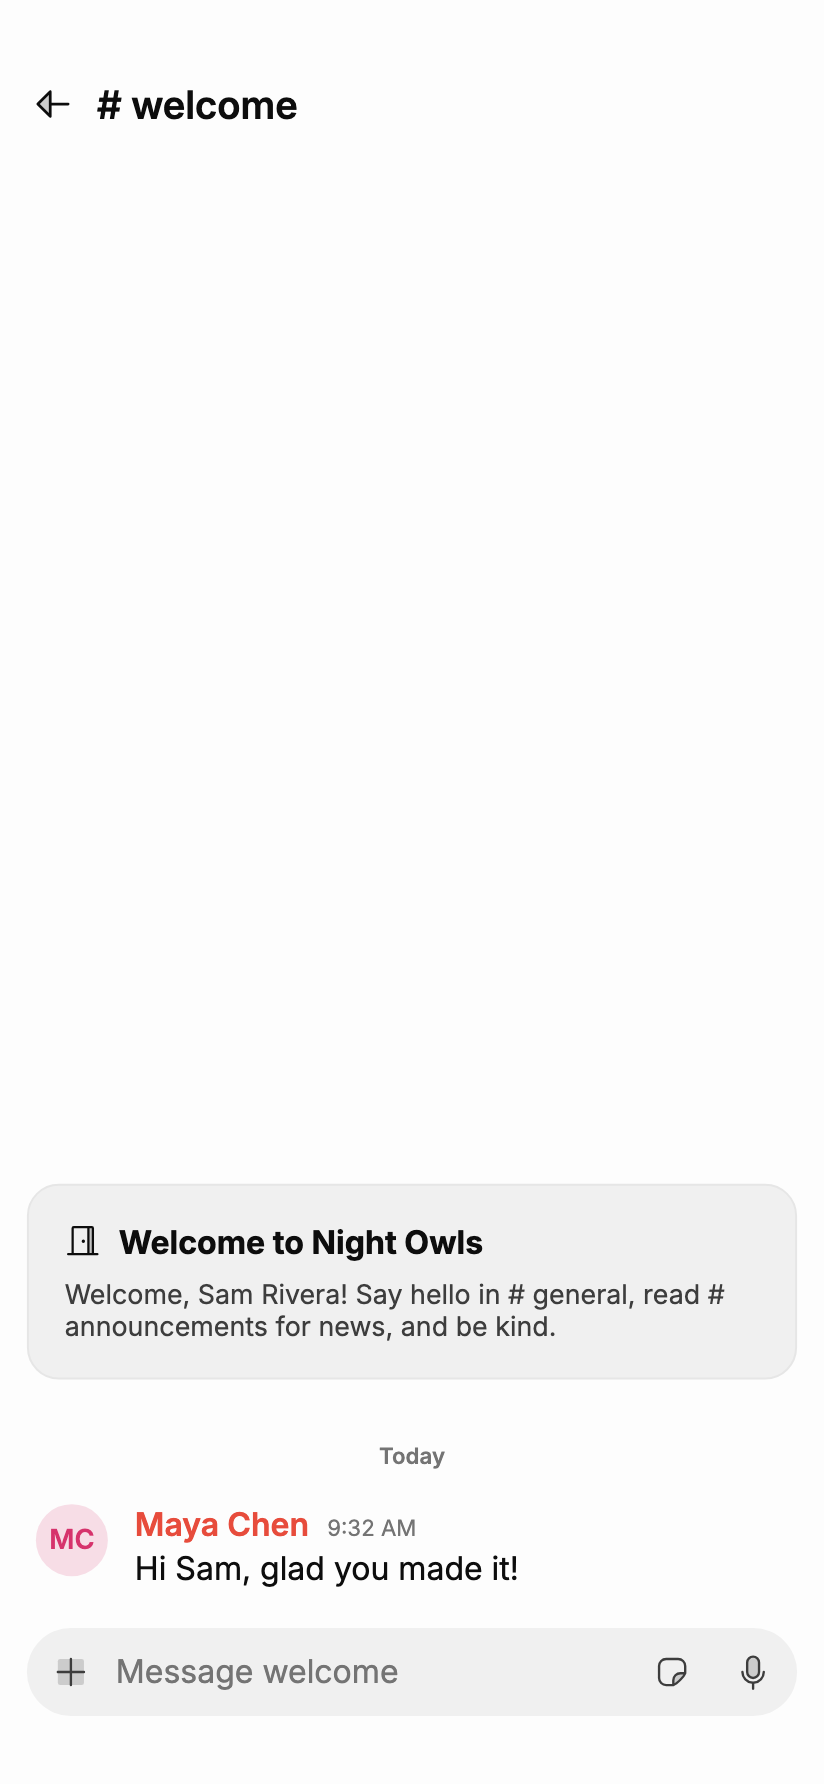 # welcome
Welcome to Night Owls
Welcome, Sam Rivera! Say hello in # general, read #
announcements for news, and be kind.
Today
MC
Maya Chen 9:32 AM
Hi Sam, glad you made it!
Message welcome